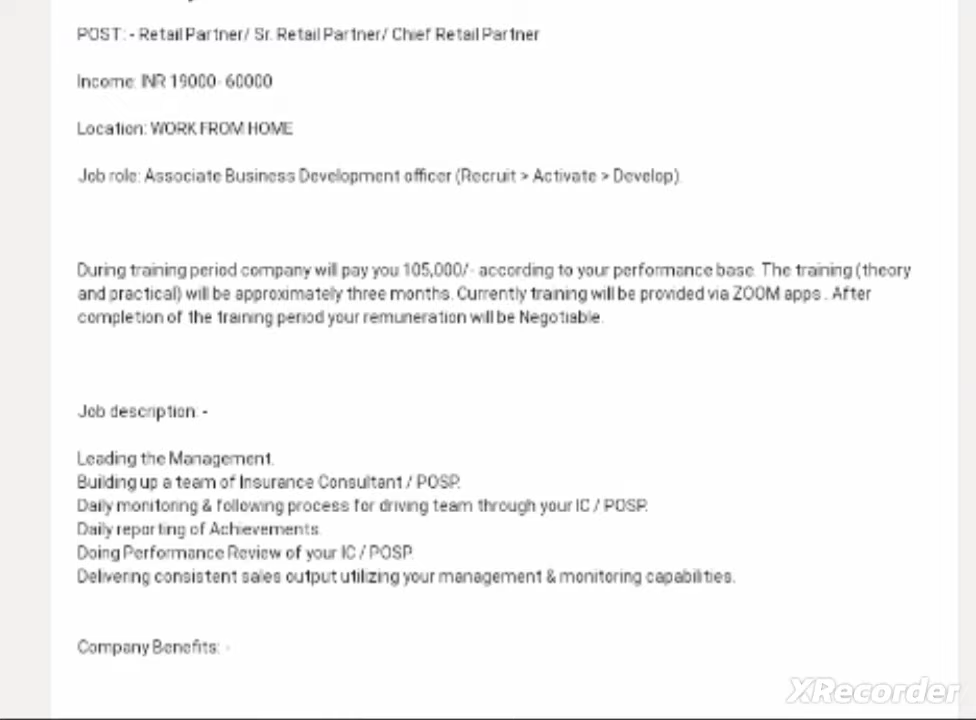 POST: - Retail Partner/ Sr. Retail Partner/ Chief Retail Partner
Income: INR 19000- 60000
Location: WORK FROM HOME
Job role: Associate Business Development officer (Recruit > Activate > Develop).
During training period company will pay you 105,000/- according to your performance base. The training (theory
and practical) will be approximately three months. Currently training will be provided via ZOOM apps . After
completion of the training period your remuneration will be Negotiable.
Job description: -
Leading the Management.
Building up a team of Insurance Consultant / POSP.
Daily monitoring & following process for driving team through your IC / POSP.
Daily reporting of Achievements.
Doing Performance Review of your IC / POSP.
Delivering consistent sales output utilizing your management & monitoring capabilities.
Company Benefits: -
XRecorder